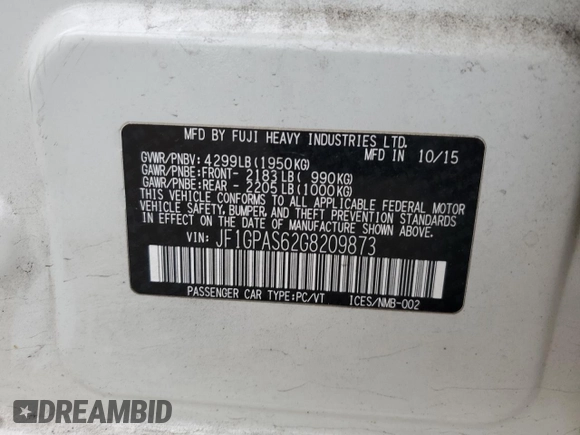 MFD BY FUJI HEAVY INDUSTRIES LTD.
GVWR/PNBV: 4299LB(1950KG) MFD IN 10/15
GAWR/PNBE:FRONT- 2183LB( 990KG)
GAWR/PNBE:REAR - 2205LB(1000KG)
THIS VEHICLE CONFORMS TO ALL APPLICABLE FEDERAL MOTOR
VEHICLE SAFETY, BUMPER, AND THEFT PREVENTION STANDARDS
IN EFFECT ON THE DATE OF MANUFACTURE SHOWN ABOVE.
VIN: JF1GPAS62G8209873
PASSENGER CAR TYPE:PC/VT ICES/NMB-002
DREAMBID